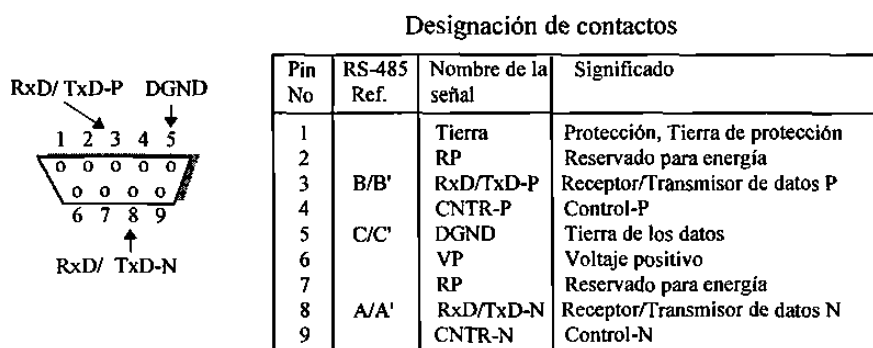 Designación de contactos
RxD/ TxD-P DGND
1 2 3 4 5
6 7 8 9
RxD/ TxD-N
Pin No RS-485 Ref. Nombre de la señal Significado
1 Tierra Protección, Tierra de protección
2 RP Reservado para energía
3 B/B' RxD/TxD-P Receptor/Transmisor de datos P
4 CNTR-P Control-P
5 C/C' DGND Tierra de los datos
6 VP Voltaje positivo
7 RP Reservado para energía
8 A/A' RxD/TxD-N Receptor/Transmisor de datos N
9 CNTR-N Control-N